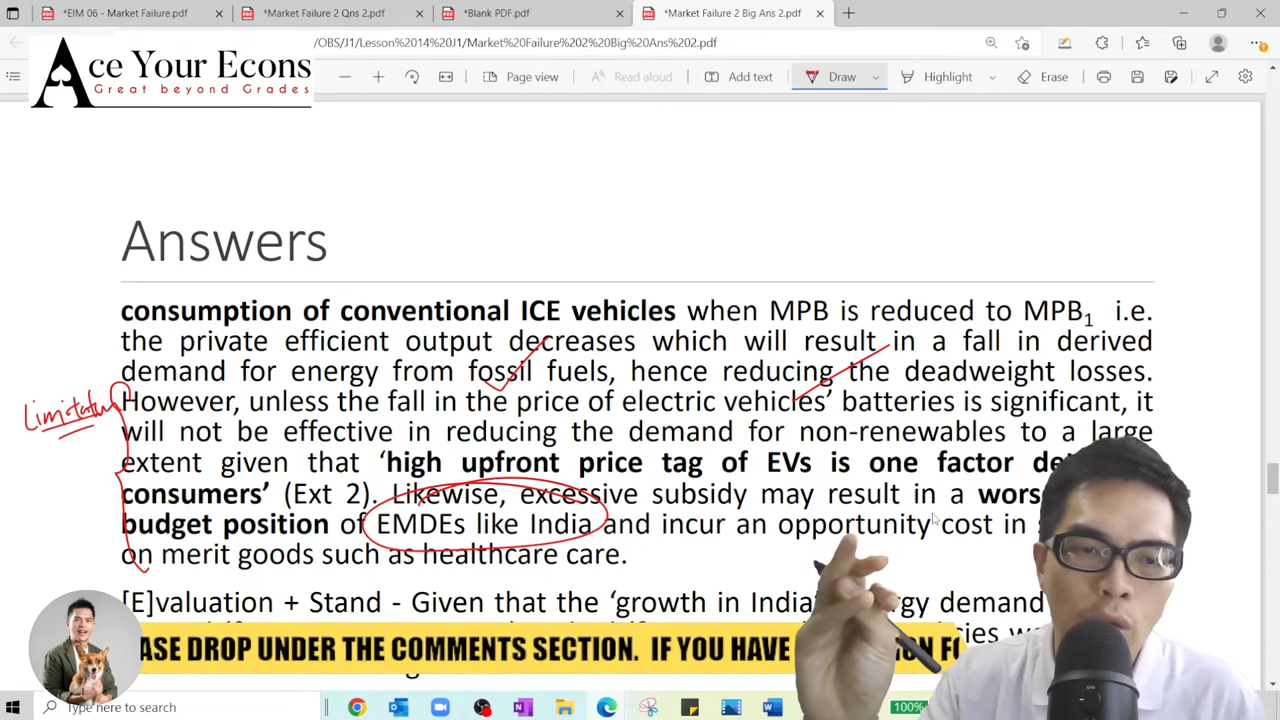 *EIM 06 - Market Failure.pdf
*Market Failure 2 Qns 2.pdf
*Blank PDF.pdf
*Market Failure 2 Big Ans 2.pdf
/OBS/J1/Lesson%2014%20J1/Market%20Failure%202%20Big%20Ans%202.pdf
Ace Your Econs
Great beyond Grades
Page view
Read aloud
Add text
Draw
Highlight
Erase
Answers
consumption of conventional ICE vehicles when MPB is reduced to MPB1 i.e.
the private efficient output decreases which will result in a fall in derived
demand for energy from fossil fuels, hence reducing the deadweight losses.
Limitation
However, unless the fall in the price of electric vehicles' batteries is significant, it
will not be effective in reducing the demand for non-renewables to a large
extent given that 'high upfront price tag of EVs is one factor
consumers' (Ext 2). Likewise, excessive subsidy may result in a
budget position of EMDEs like India and incur an opportunity cost in
on merit goods such as healthcare care.
[E]valuation + Stand - Given that the 'growth in India' demand
EASE DROP UNDER THE COMMENTS SECTION. IF YOU HAVE
Type here to search
100%